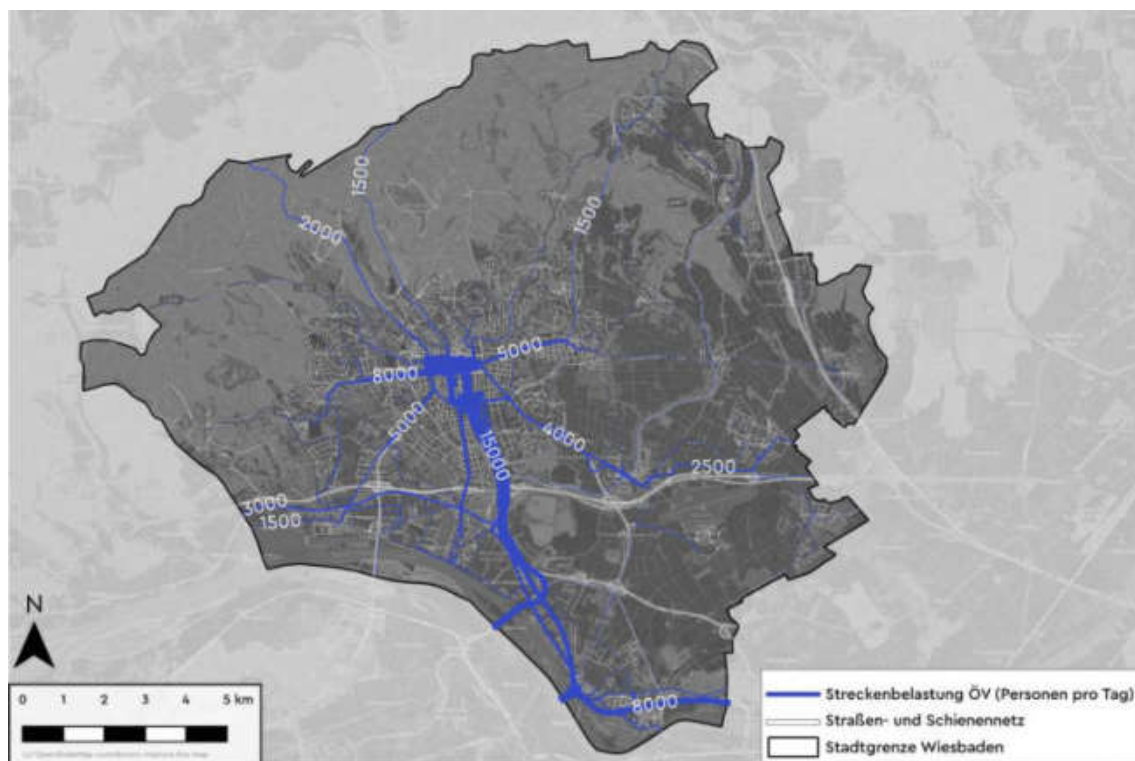 1500
2000
1500
5000
8000
5000
4000
15000
2500
3000
1500
8000
N
0 1 2 3 4 5 km
Streckenbelastung ÖV (Personen pro Tag)
Straßen- und Schienennetz
Stadtgrenze Wiesbaden